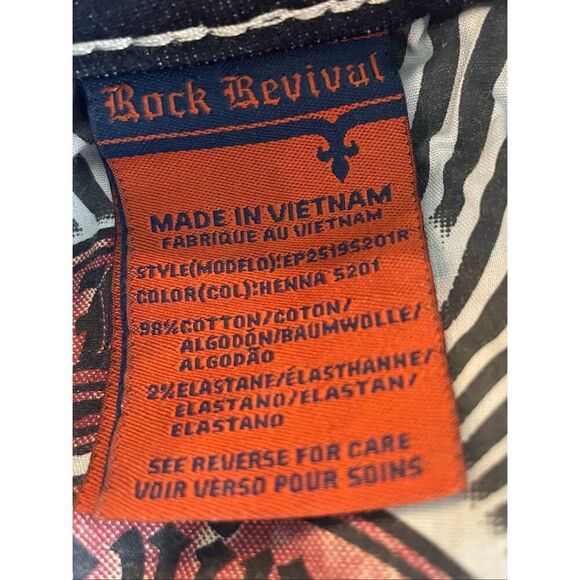 Rock Revival
MADE IN VIETNAM
FABRIQUE AU VIETNAM
STYLE(MODELO):EP2519S201R
COLOR(COL):HENNA S201
98%COTTON/COTON/
ALGODÓN/BAUMWOLLE/
ALGODÃO
2%ELASTANE/ÉLASTHANNE/
ELASTANO/ELASTAN/
ELASTANO
SEE REVERSE FOR CARE
VOIR VERSO POUR SOINS